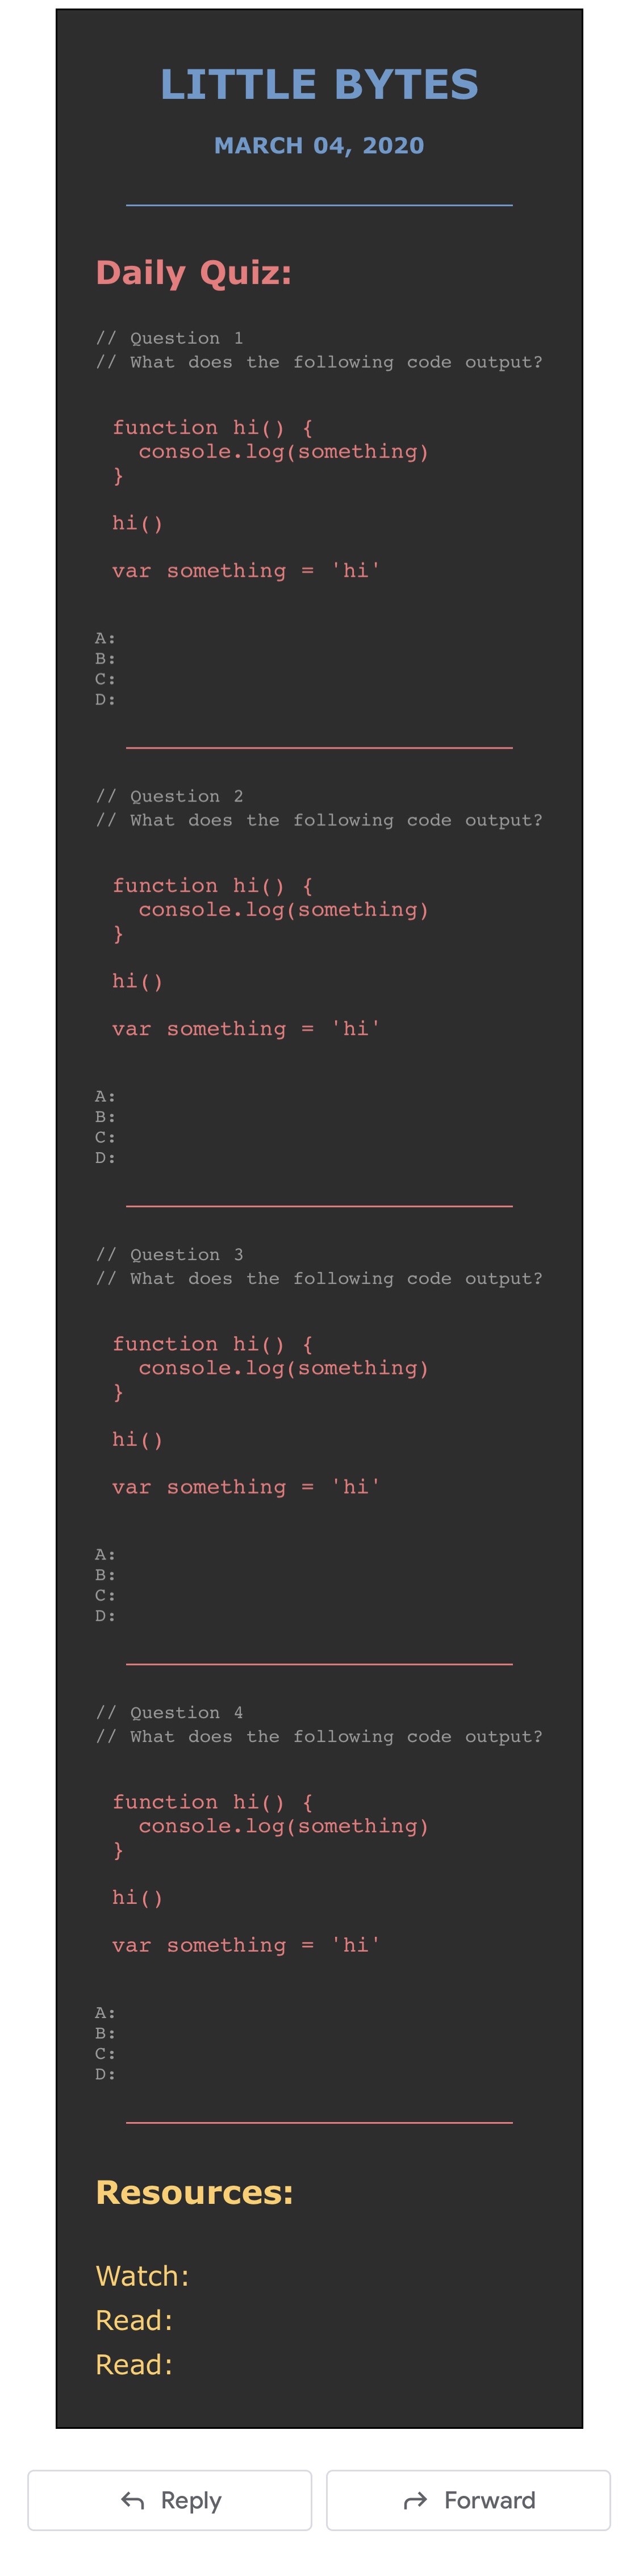 LITTLE BYTES
MARCH 04, 2020
Daily Quiz:
// Question 1
// What does the following code output?
function hi() {
  console.log(something)
}
hi()
var something = 'hi'
A:
B:
C:
D:
// Question 2
// What does the following code output?
function hi() {
  console.log(something)
}
hi()
var something = 'hi'
A:
B:
C:
D:
// Question 3
// What does the following code output?
function hi() {
  console.log(something)
}
hi()
var something = 'hi'
A:
B:
C:
D:
// Question 4
// What does the following code output?
function hi() {
  console.log(something)
}
hi()
var something = 'hi'
A:
B:
C:
D:
Resources:
Watch:
Read:
Read:
Reply Forward